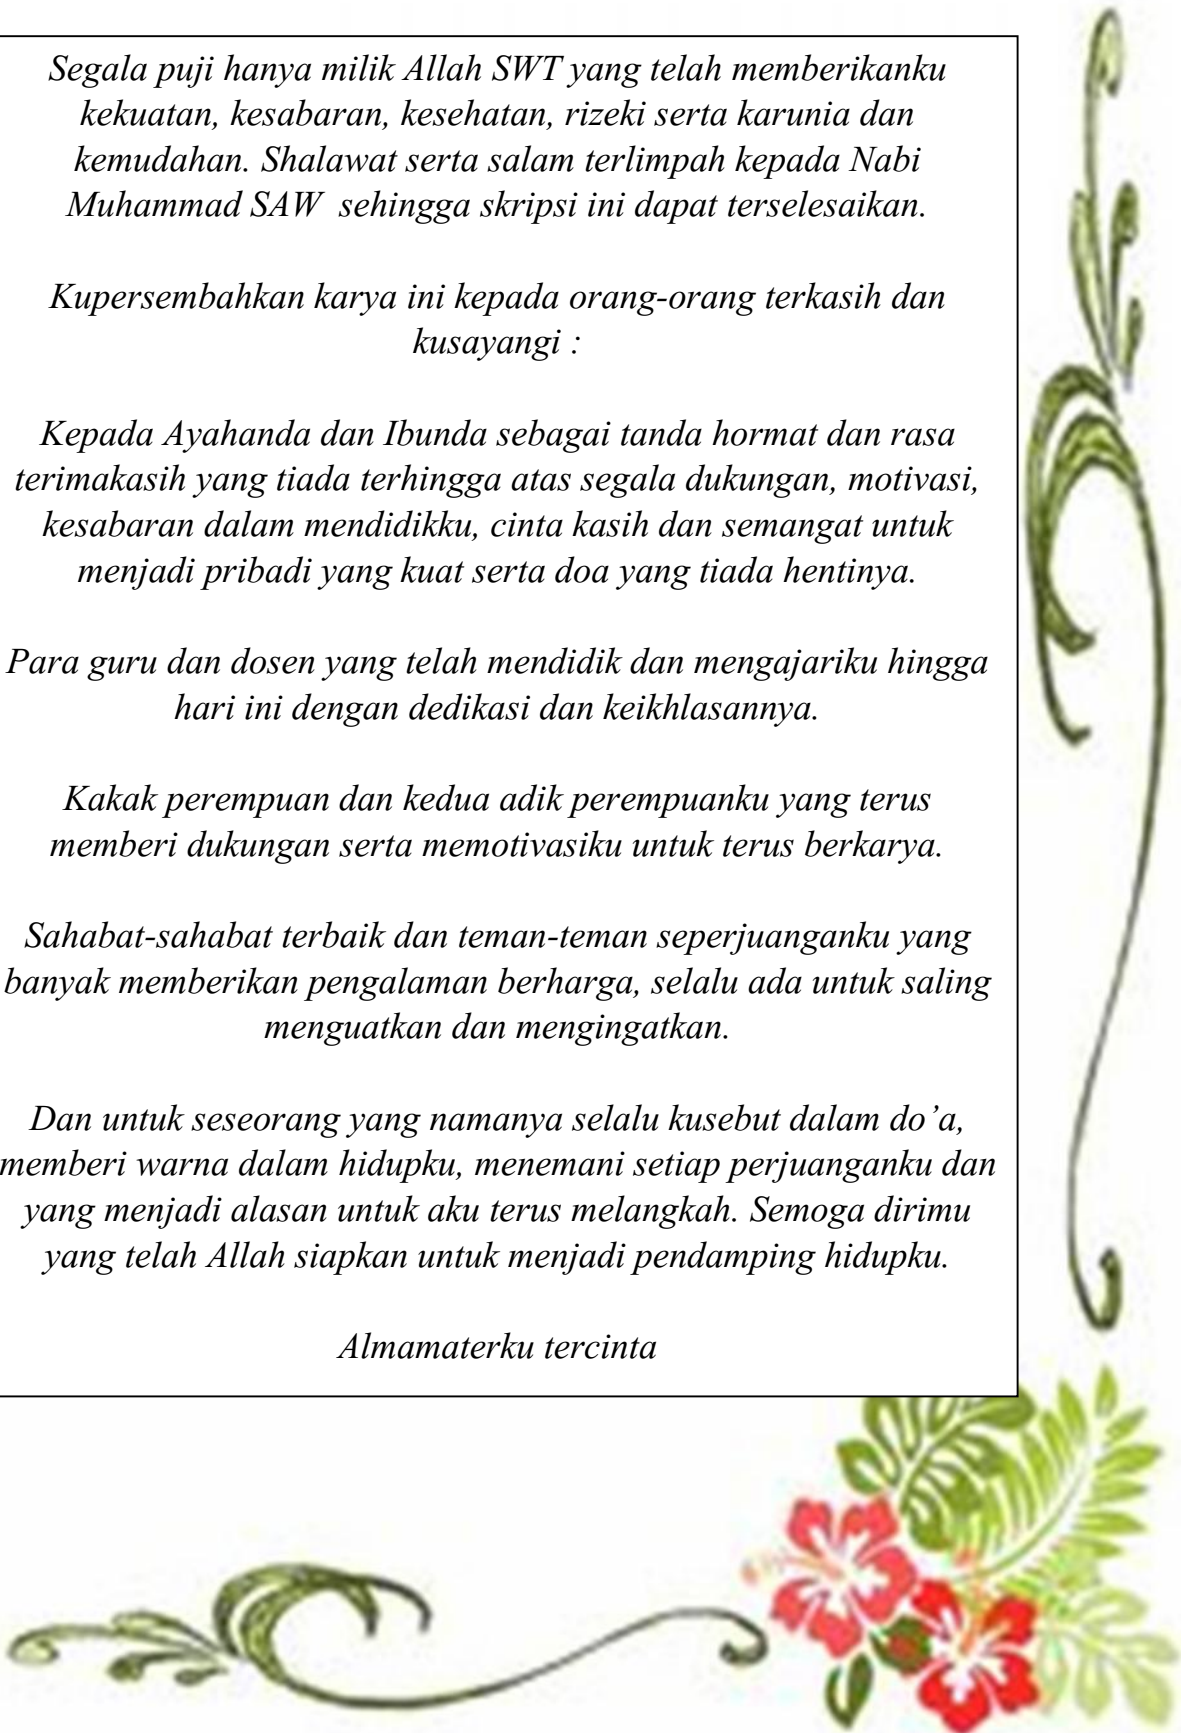 Segala puji hanya milik Allah SWT yang telah memberikanku
kekuatan, kesabaran, kesehatan, rizeki serta karunia dan
kemudahan. Shalawat serta salam terlimpah kepada Nabi
Muhammad SAW  sehingga skripsi ini dapat terselesaikan.
Kupersembahkan karya ini kepada orang-orang terkasih dan
kusayangi :
Kepada Ayahanda dan Ibunda sebagai tanda hormat dan rasa
terimakasih yang tiada terhingga atas segala dukungan, motivasi,
kesabaran dalam mendidikku, cinta kasih dan semangat untuk
menjadi pribadi yang kuat serta doa yang tiada hentinya.
Para guru dan dosen yang telah mendidik dan mengajariku hingga
hari ini dengan dedikasi dan keikhlasannya.
Kakak perempuan dan kedua adik perempuanku yang terus
memberi dukungan serta memotivasiku untuk terus berkarya.
Sahabat-sahabat terbaik dan teman-teman seperjuanganku yang
banyak memberikan pengalaman berharga, selalu ada untuk saling
menguatkan dan mengingatkan.
Dan untuk seseorang yang namanya selalu kusebut dalam do’a,
memberi warna dalam hidupku, menemani setiap perjuanganku dan
yang menjadi alasan untuk aku terus melangkah. Semoga dirimu
yang telah Allah siapkan untuk menjadi pendamping hidupku.
Almamaterku tercinta